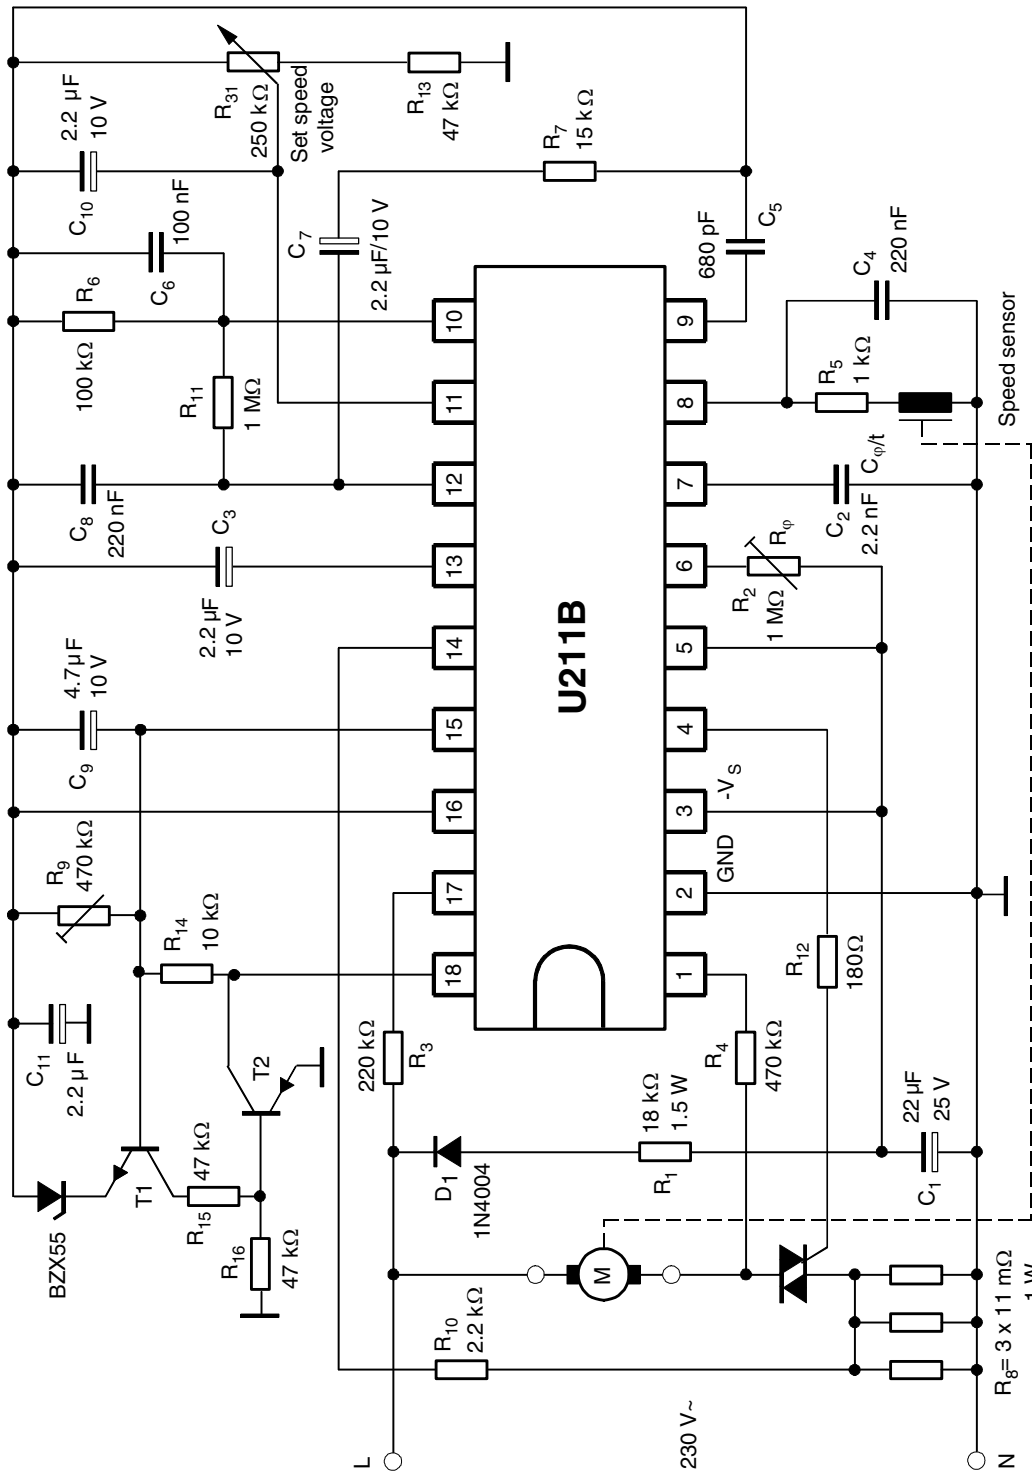 L
230 V~
N
R10
2.2 kΩ
R8= 3 x 11 mΩ
1 W
BZX55
T1
R15
47 kΩ
R16
47 kΩ
T2
C11
2.2 µF
D1
1N4004
R1
18 kΩ
1.5 W
M
C1
22 µF
25 V
R3
220 kΩ
R4
470 kΩ
R12
180Ω
R14
10 kΩ
R9
470 kΩ
C9
4.7µF
10 V
C3
2.2 µF
10 V
C8
220 nF
R11
1 MΩ
R6
100 kΩ
C6
100 nF
C10
2.2 µF
10 V
R31
250 kΩ
Set speed
voltage
R13
47 kΩ
C7
2.2 µF/10 V
R7
15 kΩ
C5
680 pF
18
17
16
15
14
13
12
11
10
U211B
1
2
3
4
5
6
7
8
9
GND
-VS
R2
1 MΩ
Rφ
C2
2.2 nF
Cφ/t
R5
1 kΩ
C4
220 nF
Speed sensor